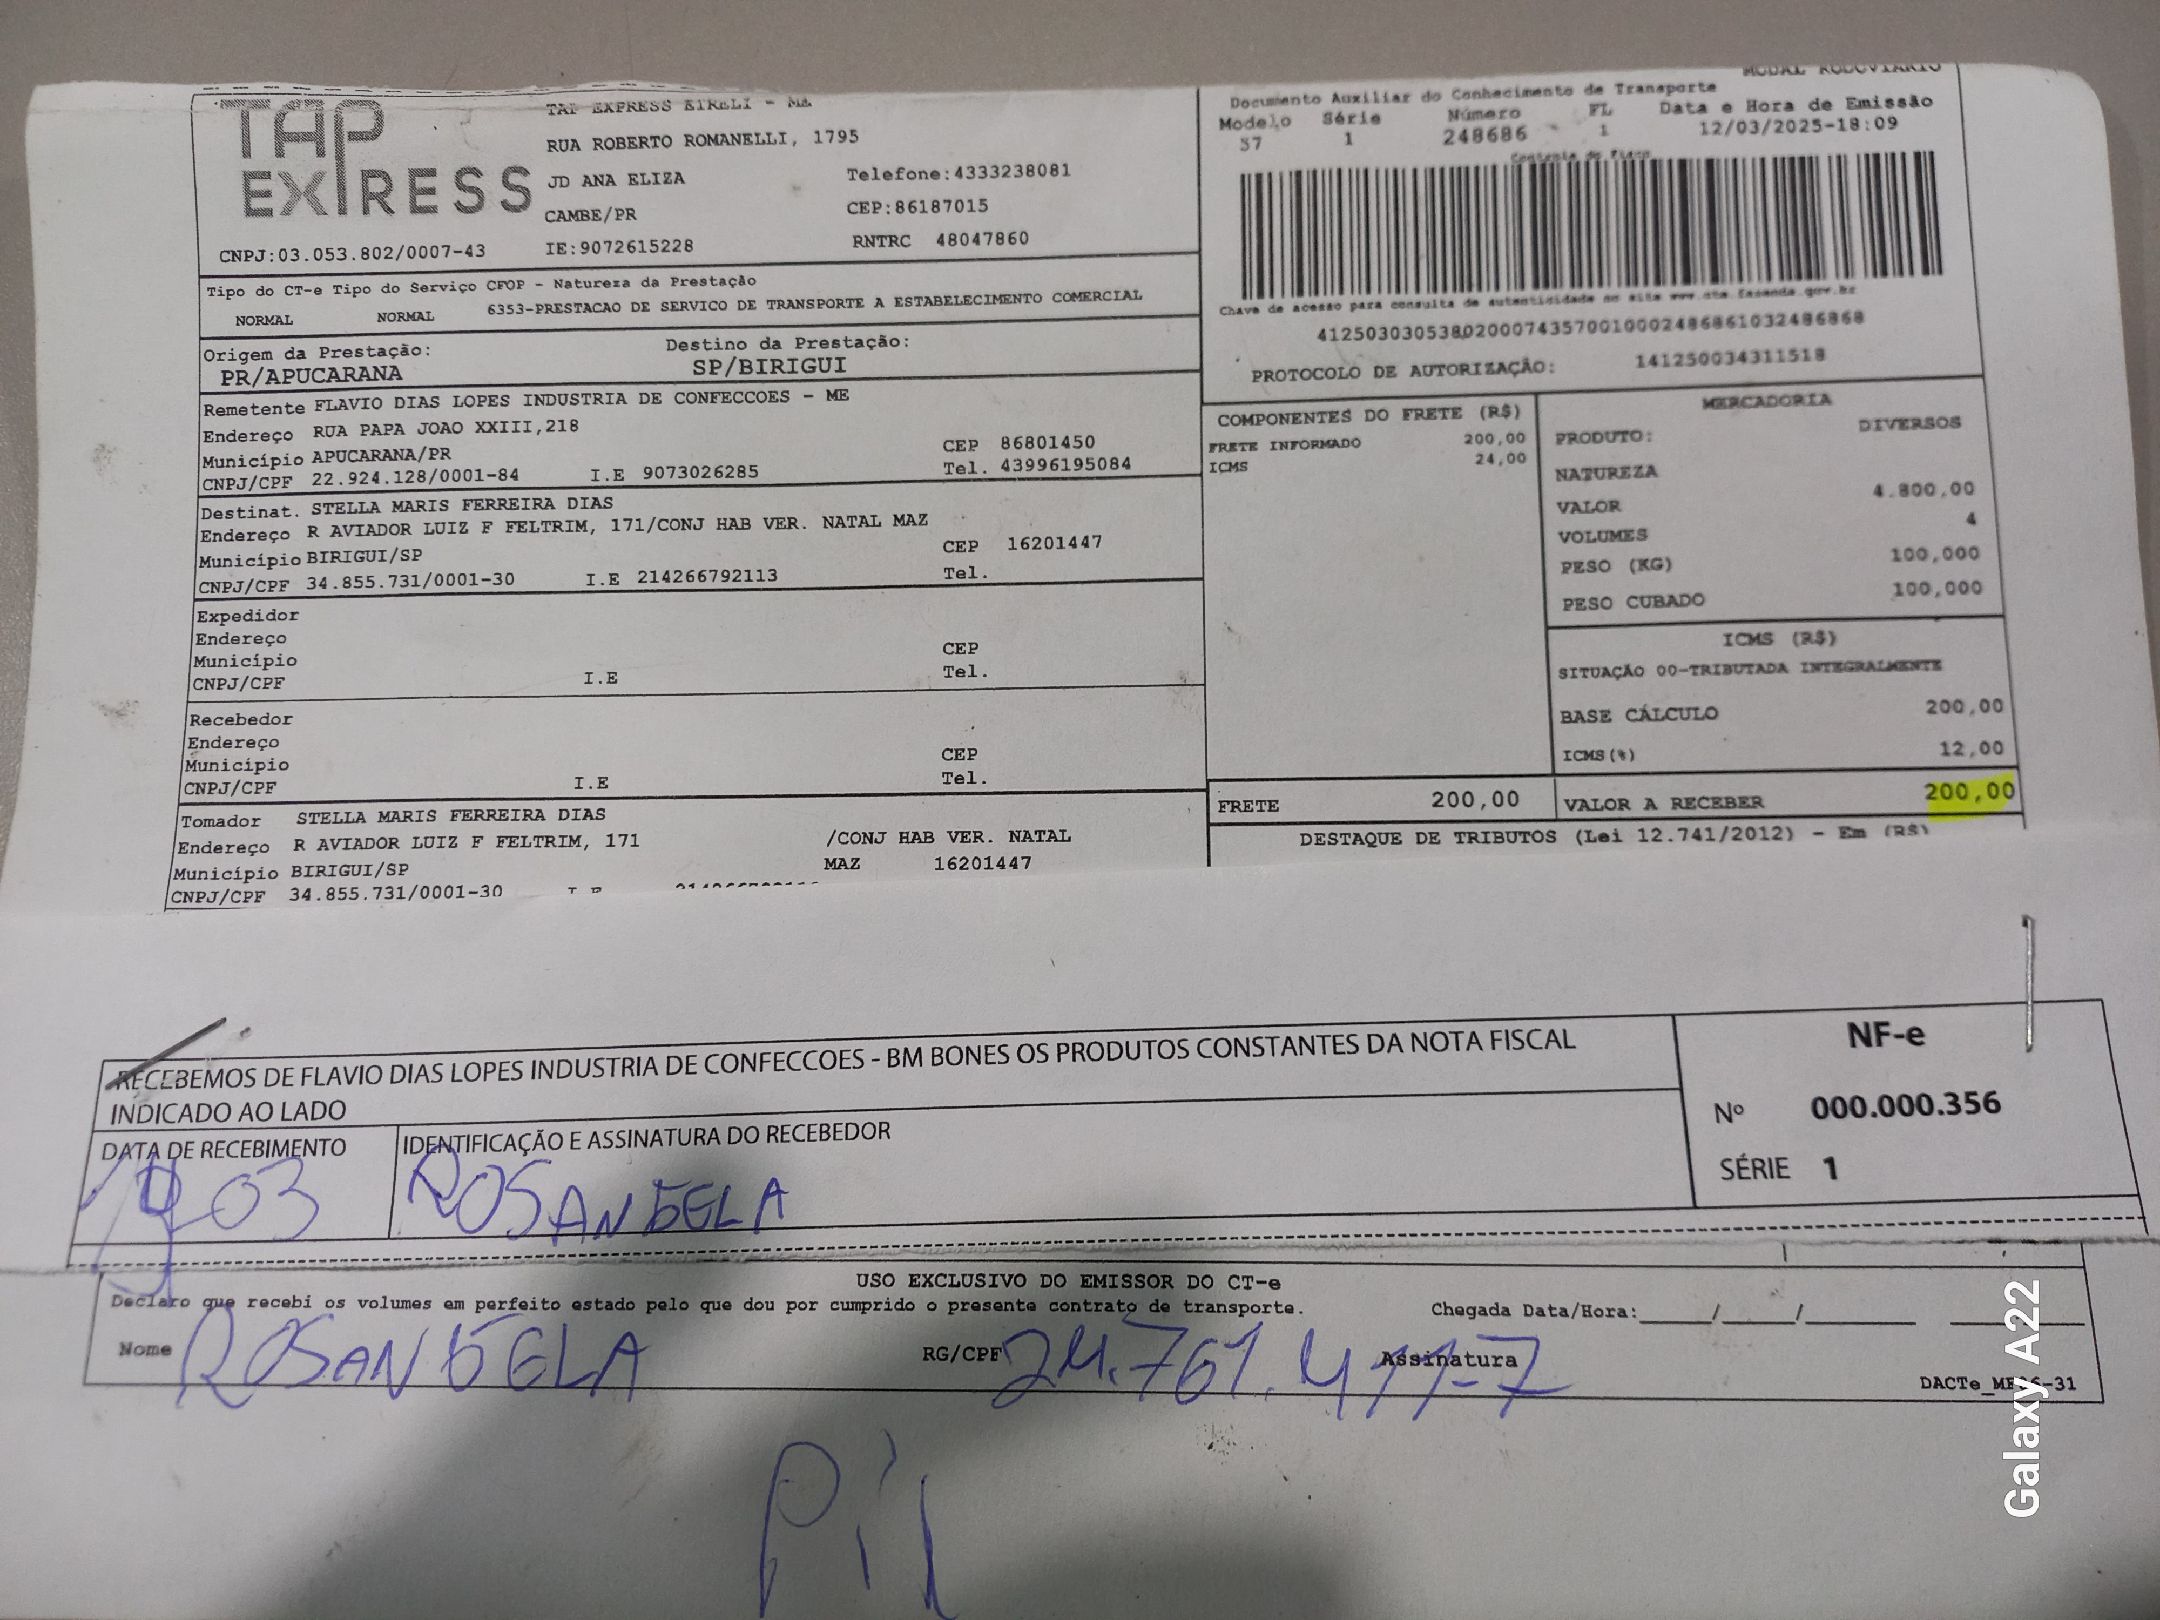 MODAL RODOVIARIO
TAP EXPRESS
TAP EXPRESS EIRELI - ME
RUA ROBERTO ROMANELLI, 1795
JD ANA ELIZA Telefone:4333238081
CAMBE/PR CEP:86187015
CNPJ:03.053.802/0007-43 IE:9072615228 RNTRC 48047860
Documento Auxiliar do Conhecimento de Transporte
Modelo Série Número FL Data e Hora de Emissão
57 1 248686 1 12/03/2025-18:09
Controle do Fisco
Chave de acesso para consulta de autenticidade no site www.cte.fazenda.gov.br
41250303053802000743570010002486861032486868
PROTOCOLO DE AUTORIZAÇÃO: 141250034311518
Tipo do CT-e Tipo do Serviço CFOP - Natureza da Prestação
NORMAL NORMAL 6353-PRESTACAO DE SERVICO DE TRANSPORTE A ESTABELECIMENTO COMERCIAL
Origem da Prestação: Destino da Prestação:
PR/APUCARANA SP/BIRIGUI
Remetente FLAVIO DIAS LOPES INDUSTRIA DE CONFECCOES - ME
Endereço RUA PAPA JOAO XXIII,218
Município APUCARANA/PR CEP 86801450
CNPJ/CPF 22.924.128/0001-84 I.E 9073026285 Tel. 43996195084
Destinat. STELLA MARIS FERREIRA DIAS
Endereço R AVIADOR LUIZ F FELTRIM, 171/CONJ HAB VER. NATAL MAZ
Município BIRIGUI/SP CEP 16201447
CNPJ/CPF 34.855.731/0001-30 I.E 214266792113 Tel.
Expedidor
Endereço
Município CEP
CNPJ/CPF I.E Tel.
Recebedor
Endereço
Município CEP
CNPJ/CPF I.E Tel.
Tomador STELLA MARIS FERREIRA DIAS
Endereço R AVIADOR LUIZ F FELTRIM, 171 /CONJ HAB VER. NATAL
Município BIRIGUI/SP MAZ 16201447
CNPJ/CPF 34.855.731/0001-30 I.E
COMPONENTES DO FRETE (R$)
FRETE INFORMADO 200,00
ICMS 24,00
MERCADORIA
PRODUTO: DIVERSOS
NATUREZA
VALOR 4.800,00
VOLUMES 4
PESO (KG) 100,000
PESO CUBADO 100,000
ICMS (R$)
SITUAÇÃO 00-TRIBUTADA INTEGRALMENTE
BASE CÁLCULO 200,00
ICMS(%) 12,00
FRETE 200,00 VALOR A RECEBER 200,00
DESTAQUE DE TRIBUTOS (Lei 12.741/2012) - Em (R$)
RECEBEMOS DE FLAVIO DIAS LOPES INDUSTRIA DE CONFECCOES - BM BONES OS PRODUTOS CONSTANTES DA NOTA FISCAL
INDICADO AO LADO
DATA DE RECEBIMENTO IDENTIFICAÇÃO E ASSINATURA DO RECEBEDOR
03 ROSANGELA
NF-e
Nº 000.000.356
SÉRIE 1
USO EXCLUSIVO DO EMISSOR DO CT-e
Declaro que recebi os volumes em perfeito estado pelo que dou por cumprido o presente contrato de transporte. Chegada Data/Hora:_____/_____/_____
Nome ROSANGELA RG/CPF 24.761.411-7 Assinatura
Galaxy A22